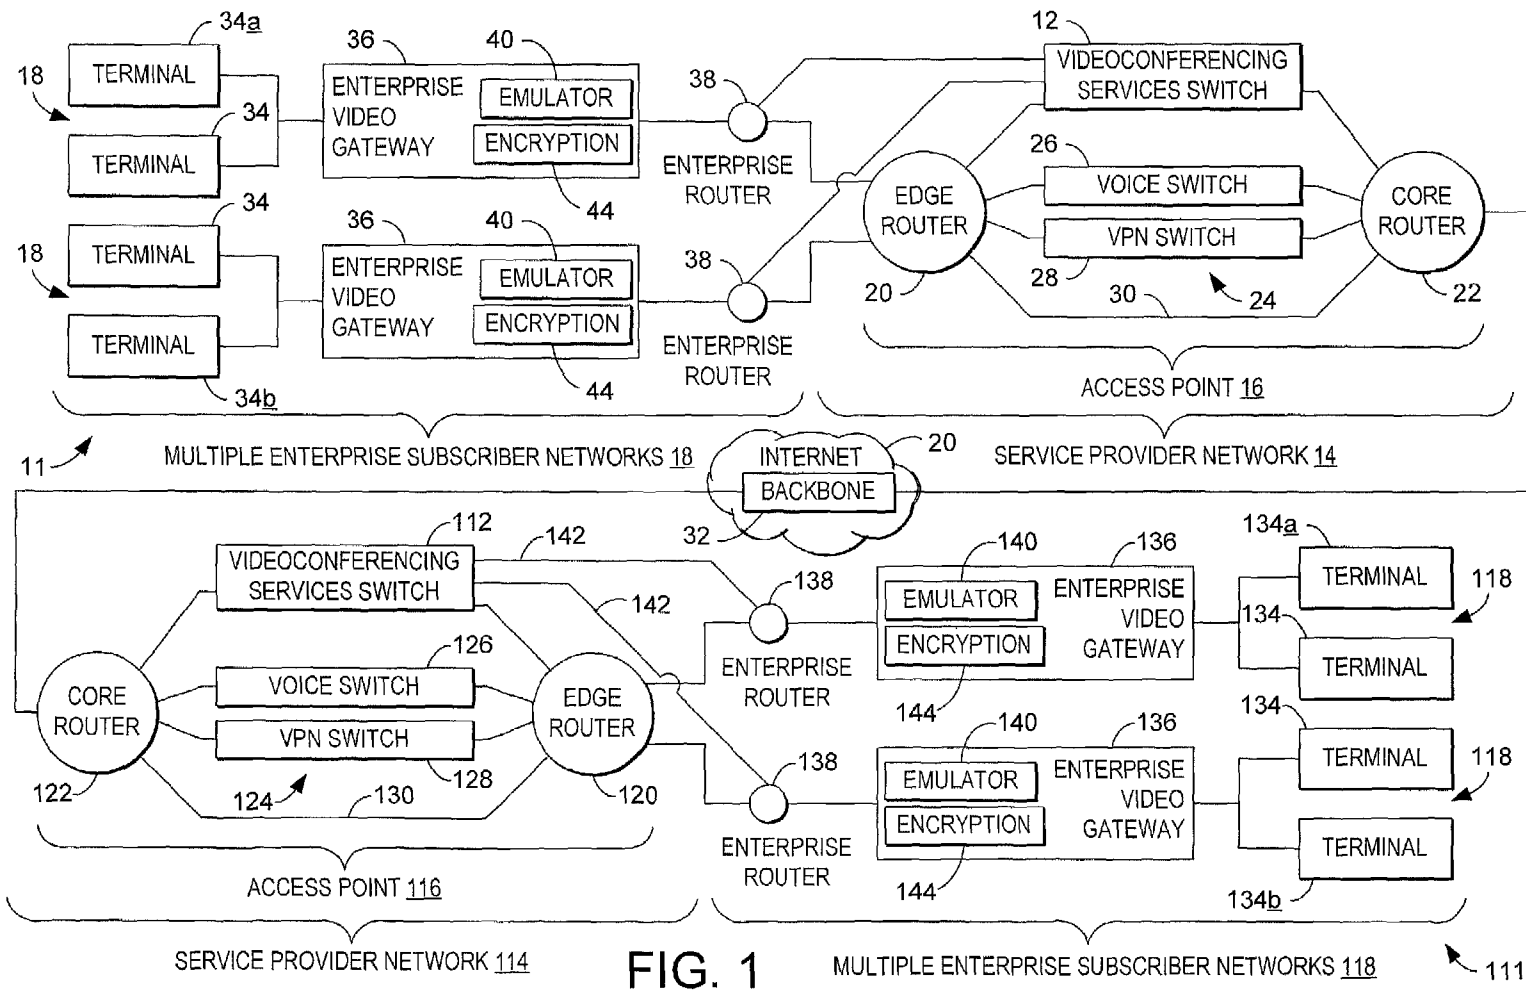 34a
36
40
12
TERMINAL
18
ENTERPRISE
VIDEO
GATEWAY
EMULATOR
ENCRYPTION
38
VIDEOCONFERENCING
SERVICES SWITCH
34
TERMINAL
44
ENTERPRISE
ROUTER
26
VOICE SWITCH
EDGE
ROUTER
CORE
ROUTER
34
TERMINAL
18
36
40
ENTERPRISE
VIDEO
GATEWAY
EMULATOR
ENCRYPTION
38
VPN SWITCH
28
20
30
24
22
TERMINAL
34b
44
ENTERPRISE
ROUTER
ACCESS POINT 16
11
MULTIPLE ENTERPRISE SUBSCRIBER NETWORKS 18
SERVICE PROVIDER NETWORK 14
20
INTERNET
BACKBONE
32
112
VIDEOCONFERENCING
SERVICES SWITCH
142
142
138
140
136
134a
EMULATOR
ENCRYPTION
ENTERPRISE
VIDEO
GATEWAY
TERMINAL
118
134
TERMINAL
126
VOICE SWITCH
CORE
ROUTER
EDGE
ROUTER
ENTERPRISE
ROUTER
144
VPN SWITCH
128
122
124
130
120
138
140
136
134
EMULATOR
ENCRYPTION
ENTERPRISE
VIDEO
GATEWAY
TERMINAL
118
TERMINAL
134b
ENTERPRISE
ROUTER
144
ACCESS POINT 116
SERVICE PROVIDER NETWORK 114
FIG. 1
MULTIPLE ENTERPRISE SUBSCRIBER NETWORKS 118
111